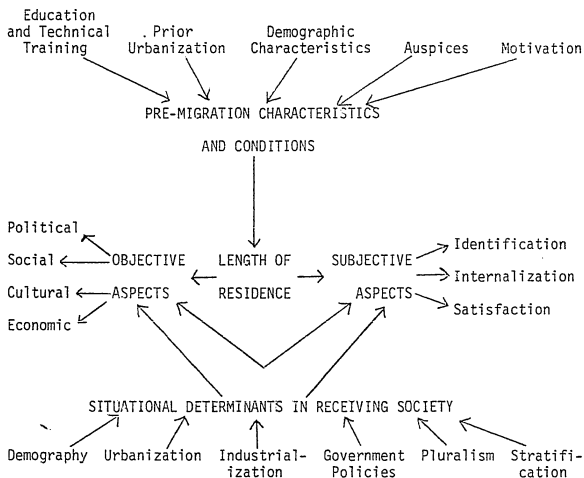 Education
and Technical
Training
Prior
Urbanization
Demographic
Characteristics
Auspices
Motivation
PRE-MIGRATION CHARACTERISTICS
AND CONDITIONS
Political
Social
Cultural
Economic
OBJECTIVE
ASPECTS
LENGTH OF
RESIDENCE
SUBJECTIVE
ASPECTS
Identification
Internalization
Satisfaction
SITUATIONAL DETERMINANTS IN RECEIVING SOCIETY
Demography
Urbanization
Industrial-
ization
Government
Policies
Pluralism
Stratifi-
cation